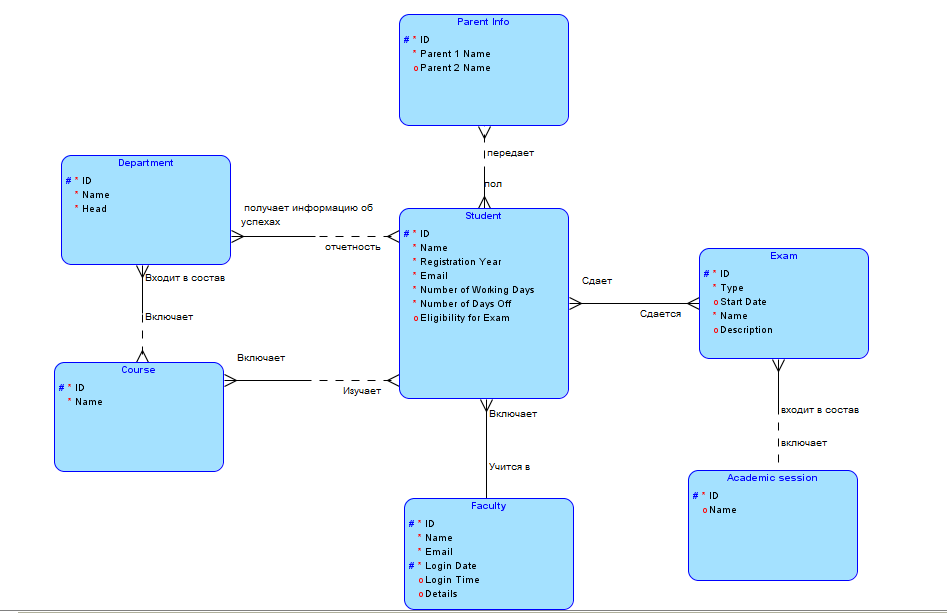 Parent Info
# * ID
* Parent 1 Name
o Parent 2 Name
передает
пол
Department
# * ID
* Name
* Head
получает информацию об
успехах
отчетность
Student
# * ID
* Name
* Registration Year
* Email
* Number of Working Days
* Number of Days Off
o Eligibility for Exam
Exam
# * ID
* Type
o Start Date
* Name
o Description
Сдает
Сдается
Входит в состав
Включает
Course
# * ID
* Name
Включает
Изучает
Включает
Учится в
входит в состав
включает
Faculty
# * ID
* Name
* Email
# * Login Date
o Login Time
o Details
Academic session
# * ID
o Name